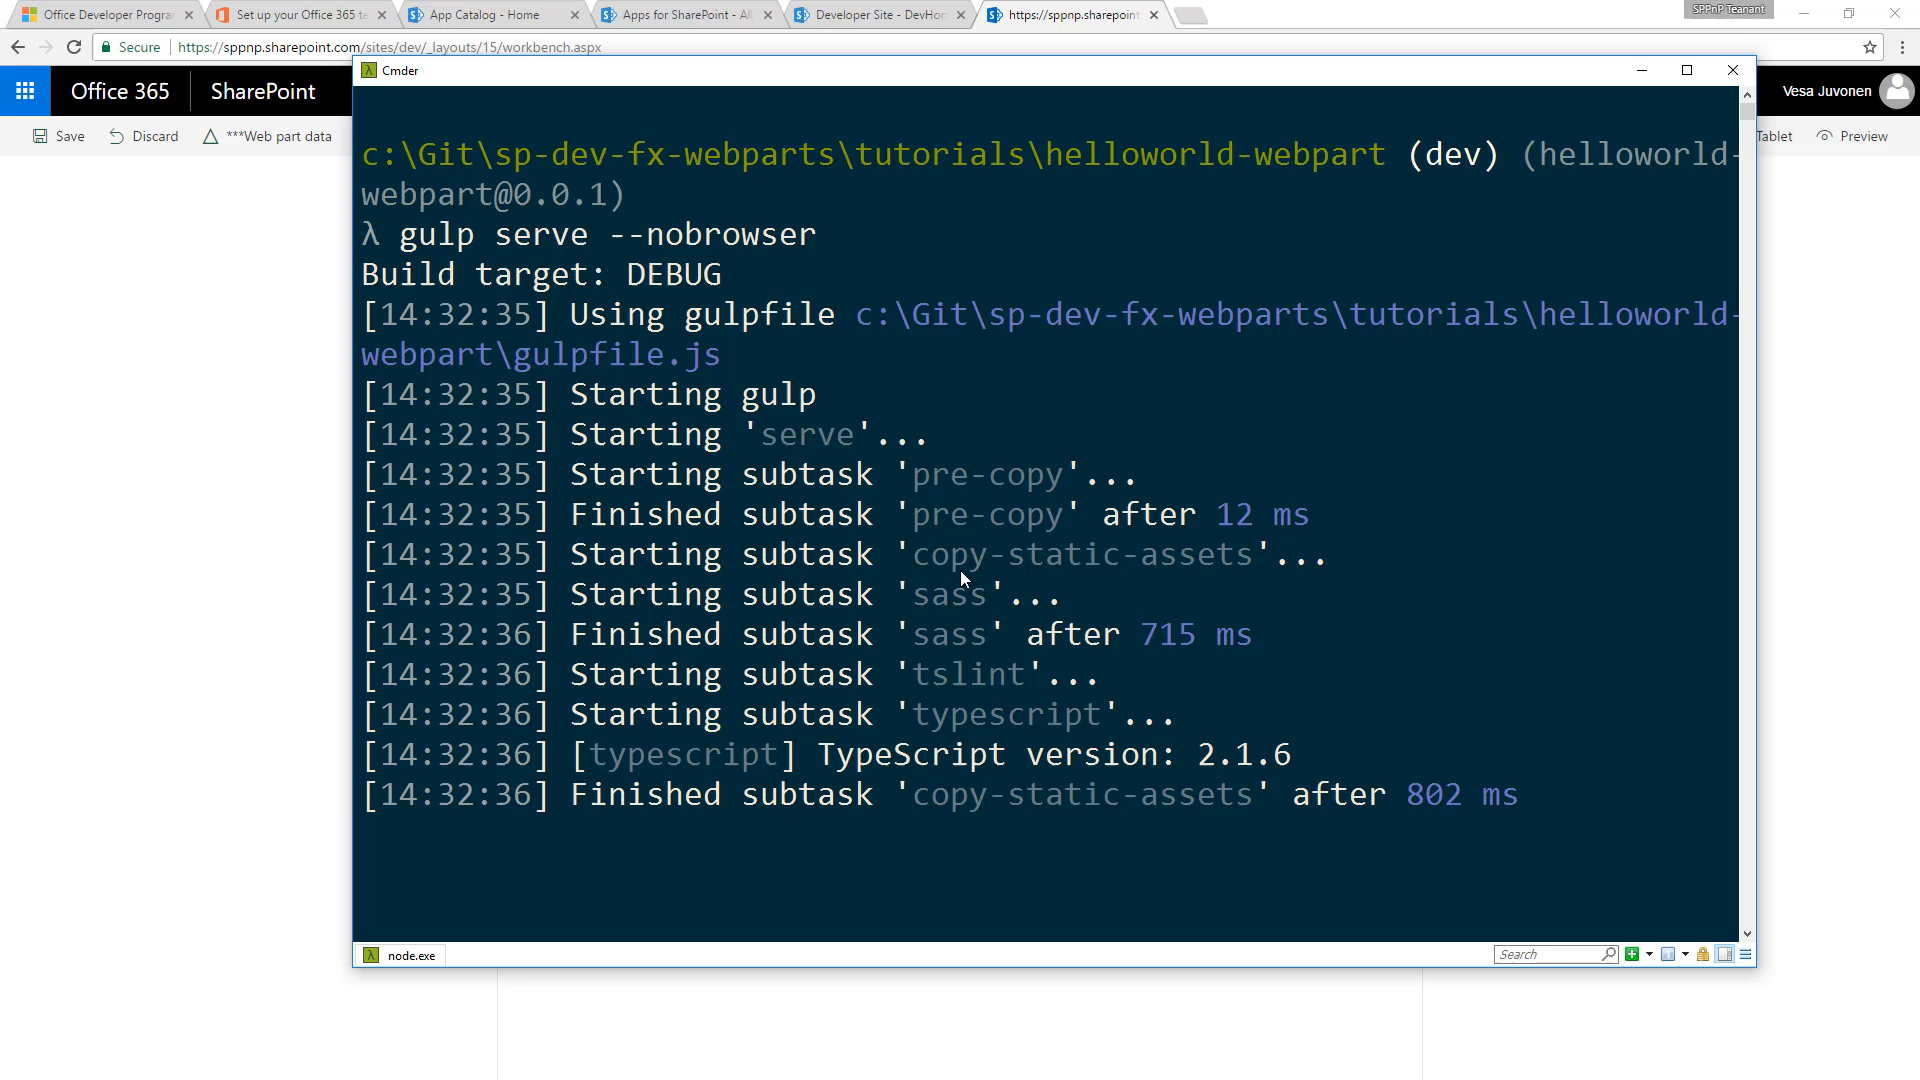 Office Developer Progra
Set up your Office 365 te
App Catalog - Home
Apps for SharePoint - All
Developer Site - DevHom
https://sppnp.sharepoint
SPPnP Teanant
Secure
https://sppnp.sharepoint.com/sites/dev/_layouts/15/workbench.aspx
Office 365
SharePoint
Vesa Juvonen
Save
Discard
***Web part data
Tablet
Preview
Cmder
c:\Git\sp-dev-fx-webparts\tutorials\helloworld-webpart (dev) (helloworld-
webpart@0.0.1)
λ gulp serve --nobrowser
Build target: DEBUG
[14:32:35] Using gulpfile c:\Git\sp-dev-fx-webparts\tutorials\helloworld-
webpart\gulpfile.js
[14:32:35] Starting gulp
[14:32:35] Starting 'serve'...
[14:32:35] Starting subtask 'pre-copy'...
[14:32:35] Finished subtask 'pre-copy' after 12 ms
[14:32:35] Starting subtask 'copy-static-assets'...
[14:32:35] Starting subtask 'sass'...
[14:32:36] Finished subtask 'sass' after 715 ms
[14:32:36] Starting subtask 'tslint'...
[14:32:36] Starting subtask 'typescript'...
[14:32:36] [typescript] TypeScript version: 2.1.6
[14:32:36] Finished subtask 'copy-static-assets' after 802 ms
node.exe
Search